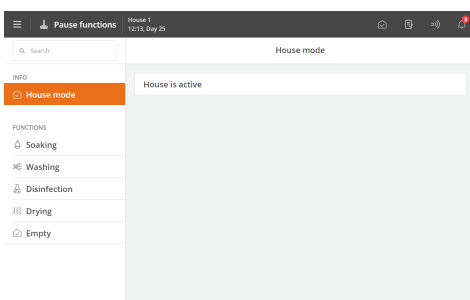 Pause functions
House 1
12:13, Day 25
Search
House mode
INFO
House mode
House is active
FUNCTIONS
Soaking
Washing
Disinfection
Drying
Empty